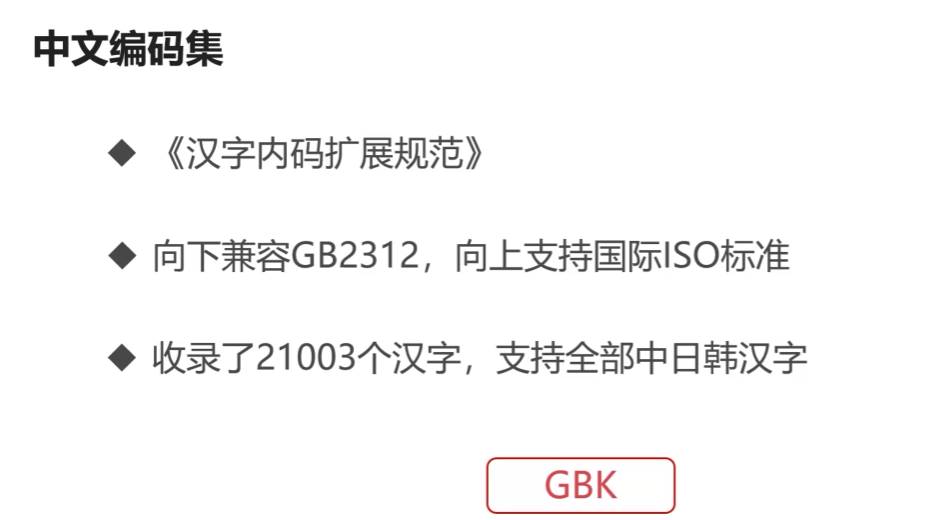 中文编码集
◆ 《汉字内码扩展规范》
◆ 向下兼容GB2312，向上支持国际ISO标准
◆ 收录了21003个汉字，支持全部中日韩汉字
GBK